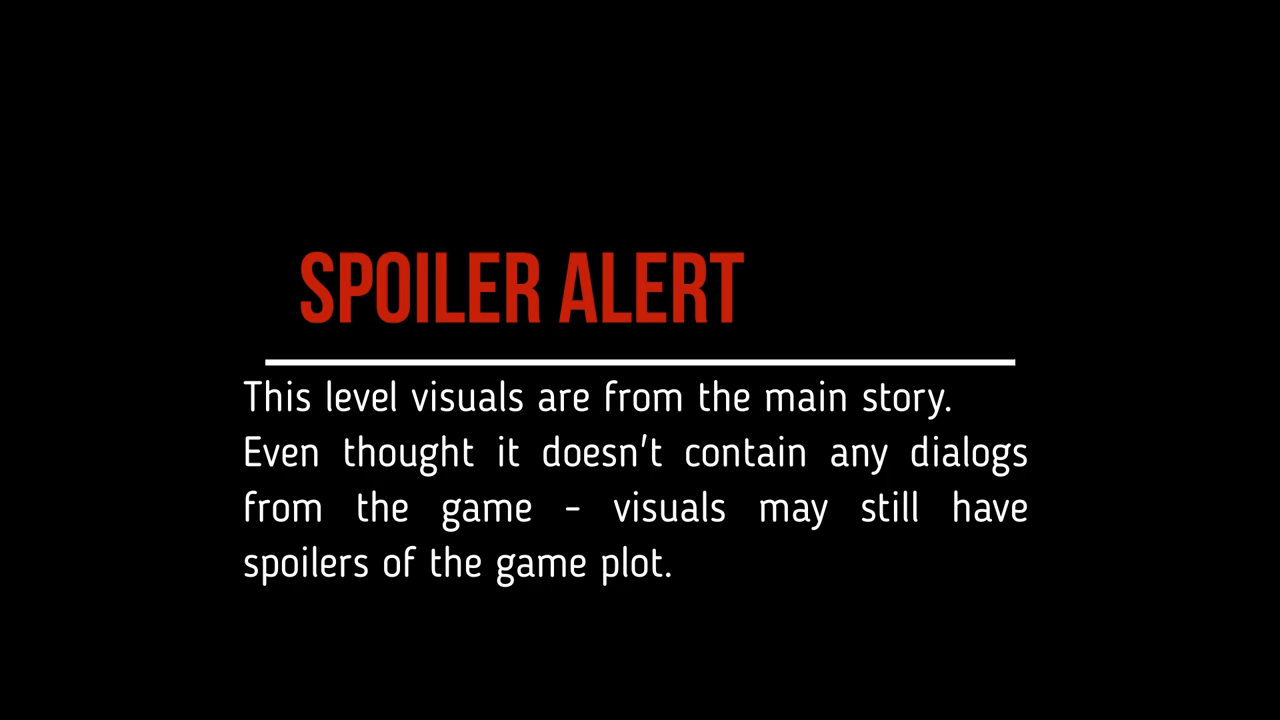 SPOILER ALERT
This level visuals are from the main story.
Even thought it doesn't contain any dialogs
from the game - visuals may still have
spoilers of the game plot.